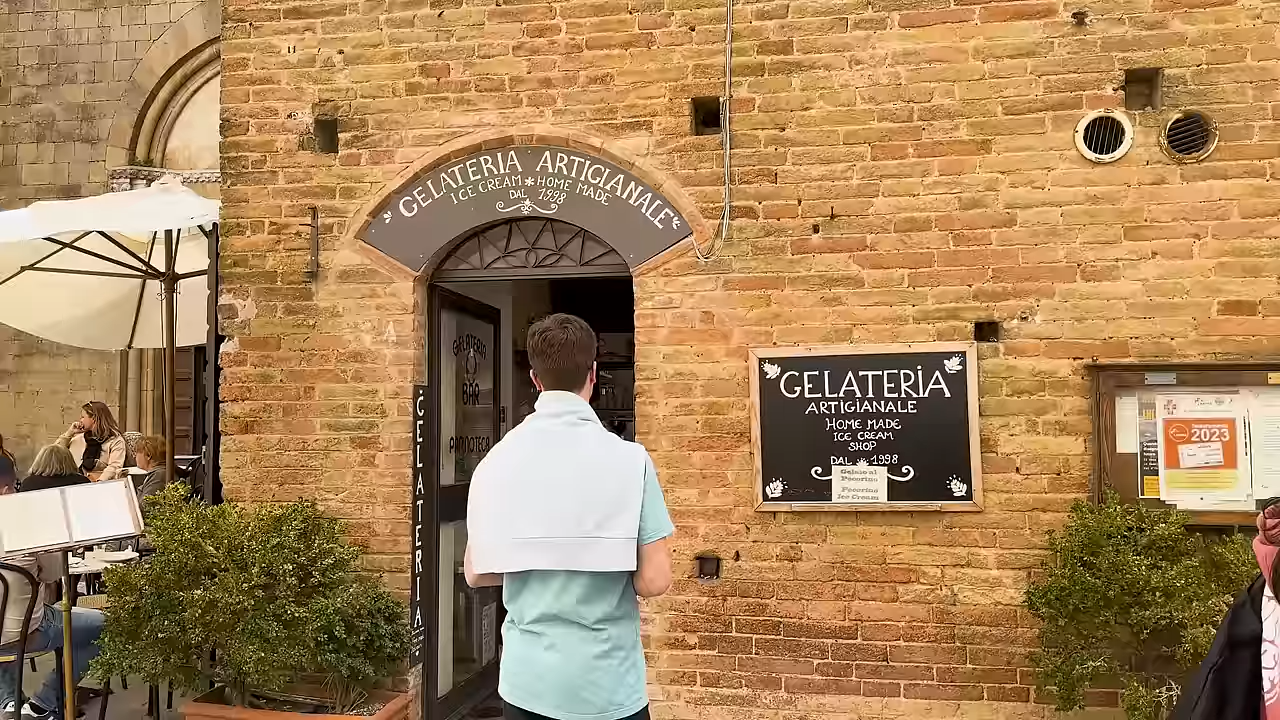 GELATERIA ARTIGIANALE
ICE CREAM * HOME MADE
DAL 1998
GELATERIA
BAR
PANINOTECA
GELATERIA
GELATERIA
ARTIGIANALE
HOME MADE
ICE CREAM
SHOP
DAL 1998
Gelato al
Pecorino
Pecorino
Ice Cream
2023